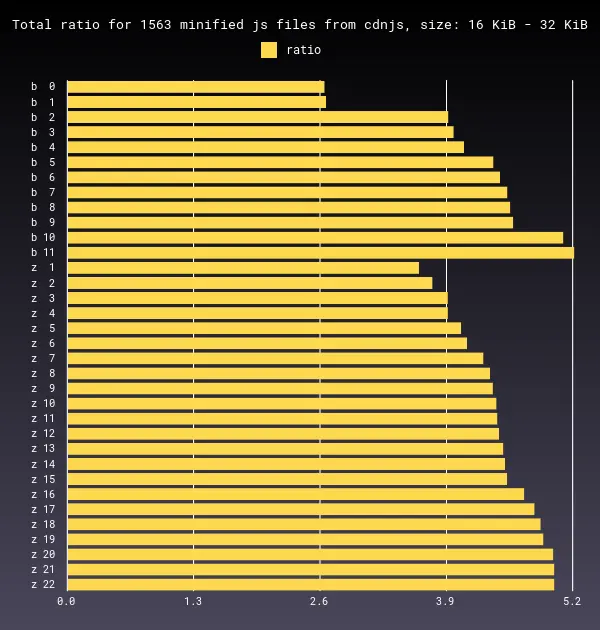 Total ratio for 1563 minified js files from cdnjs, size: 16 KiB - 32 KiB
ratio
b 0
b 1
b 2
b 3
b 4
b 5
b 6
b 7
b 8
b 9
b 10
b 11
z 1
z 2
z 3
z 4
z 5
z 6
z 7
z 8
z 9
z 10
z 11
z 12
z 13
z 14
z 15
z 16
z 17
z 18
z 19
z 20
z 21
z 22
0.0 1.3 2.6 3.9 5.2